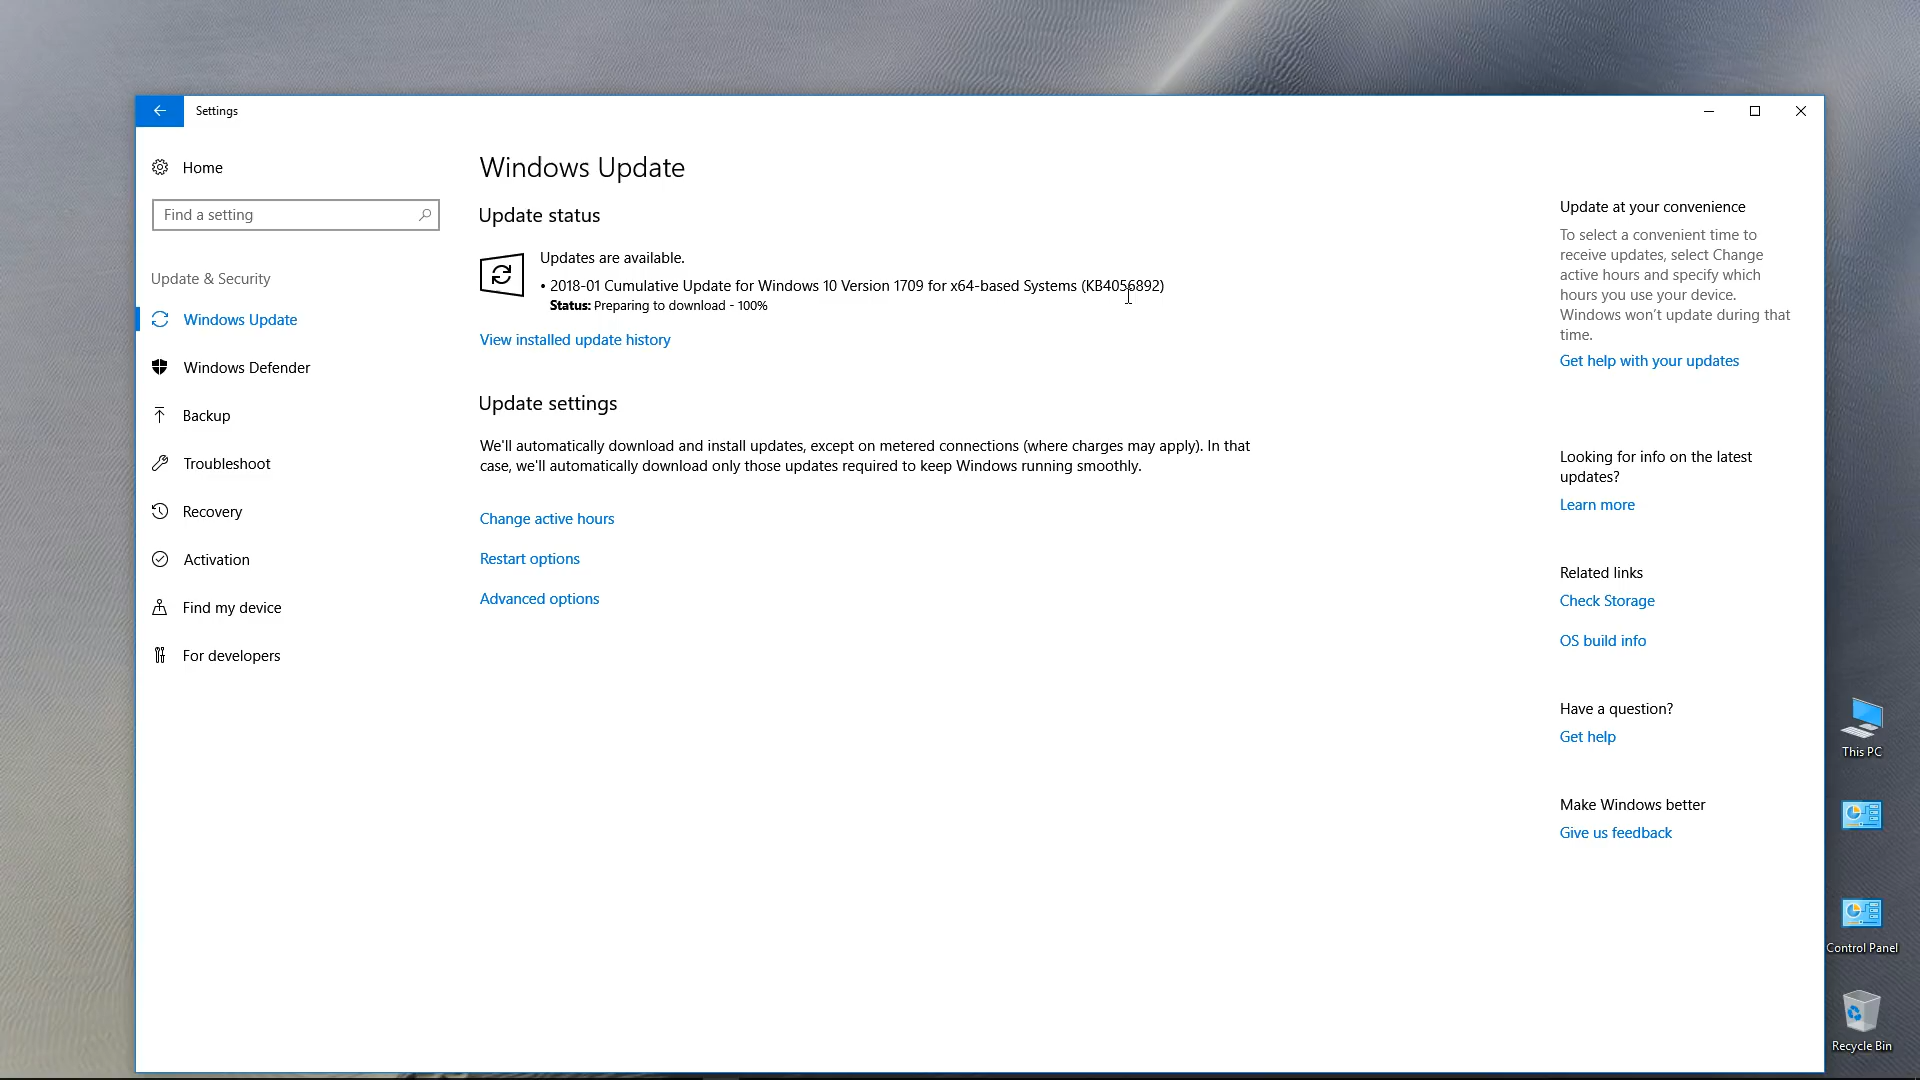 Settings
Home
Find a setting
Update & Security
Windows Update
Windows Defender
Backup
Troubleshoot
Recovery
Activation
Find my device
For developers
Windows Update
Update status
Updates are available.
• 2018-01 Cumulative Update for Windows 10 Version 1709 for x64-based Systems (KB4056892)
Status: Preparing to download - 100%
View installed update history
Update settings
We'll automatically download and install updates, except on metered connections (where charges may apply). In that
case, we'll automatically download only those updates required to keep Windows running smoothly.
Change active hours
Restart options
Advanced options
Update at your convenience
To select a convenient time to
receive updates, select Change
active hours and specify which
hours you use your device.
Windows won't update during that
time.
Get help with your updates
Looking for info on the latest
updates?
Learn more
Related links
Check Storage
OS build info
Have a question?
Get help
Make Windows better
Give us feedback
This PC
Control Panel
Recycle Bin